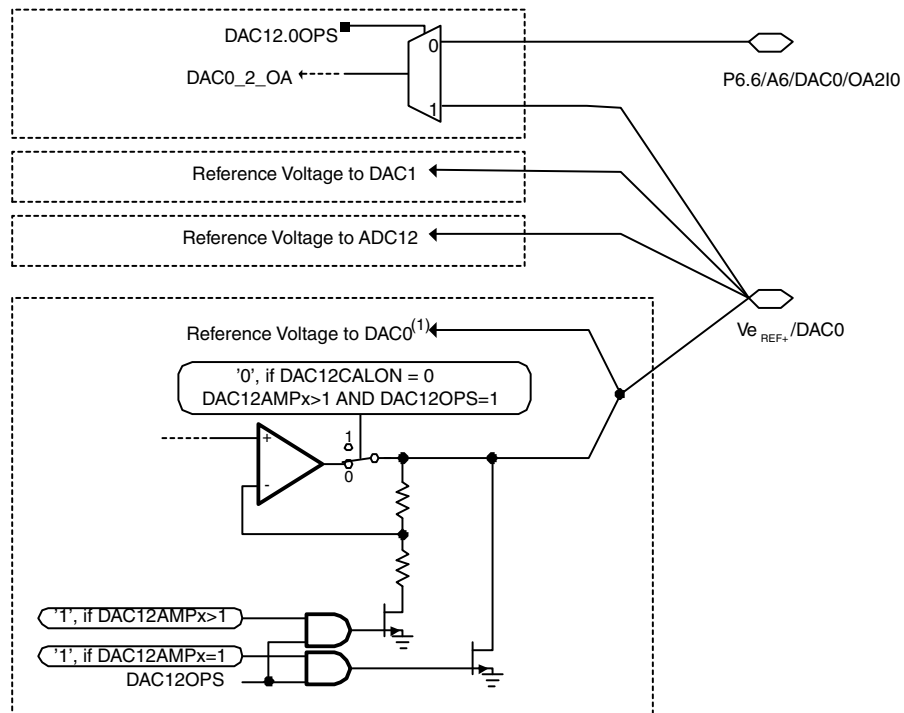 DAC12.0OPS
0
DAC0_2_OA
P6.6/A6/DAC0/OA2I0
1
Reference Voltage to DAC1
Reference Voltage to ADC12
Reference Voltage to DAC0(1)
Ve REF+/DAC0
'0', if DAC12CALON = 0
DAC12AMPx>1 AND DAC12OPS=1
+
1
0
-
'1', if DAC12AMPx>1
'1', if DAC12AMPx=1
DAC12OPS